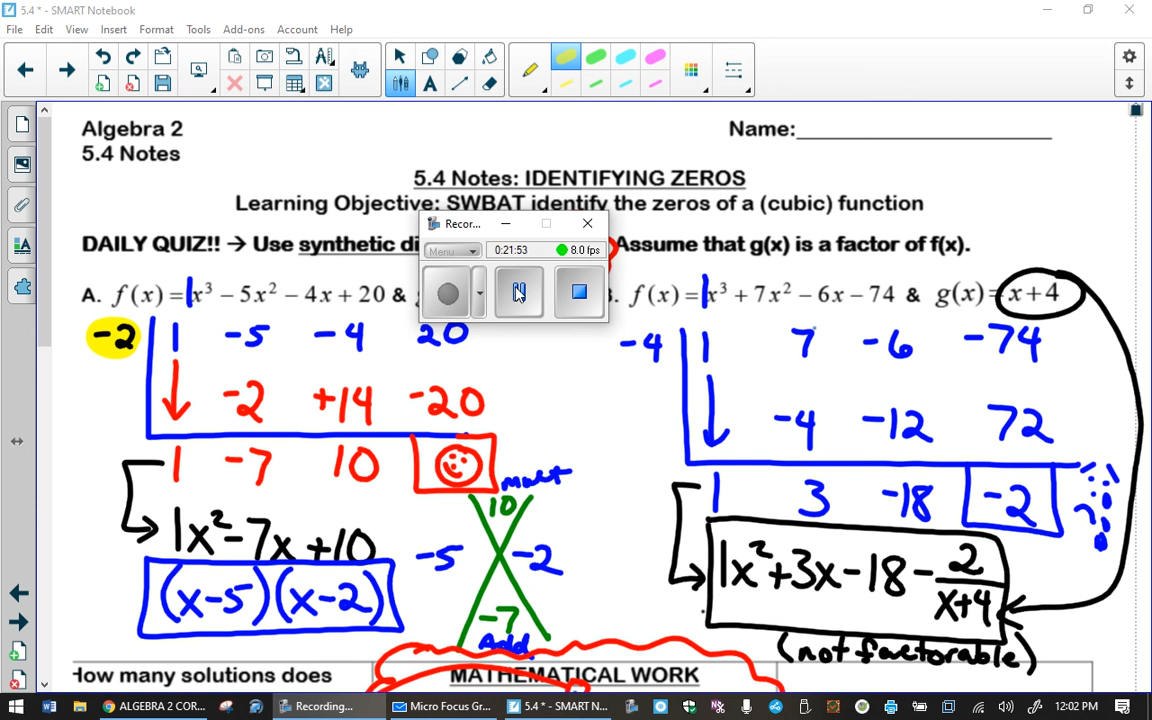 5.4 * - SMART Notebook
File Edit View Insert Format Tools Add-ons Account Help
Algebra 2
Name:
5.4 Notes
5.4 Notes: IDENTIFYING ZEROS
Learning Objective: SWBAT identify the zeros of a (cubic) function
Recor...
DAILY QUIZ!! → Use synthetic di
Assume that g(x) is a factor of f(x).
Menu 0:21:53 8.0 fps
A. f(x) = 1x³ − 5x² − 4x + 20 &
f(x) = 1x³ + 7x² − 6x − 74 & g(x) = x + 4
-2 1 -5 -4 20
-2 +14 -20
1 -7 10
1x²-7x+10
(x-5)(x-2)
mult
10
-5 -2
-7
Add
-4 1 7 -6 -74
-4 -12 72
1 3 -18 -2
1x²+3x-18-2/x+4
(not factorable)
How many solutions does
MATHEMATICAL WORK
ALGEBRA 2 COR... Recording... Micro Focus Gr... 5.4 * - SMART N... 12:02 PM